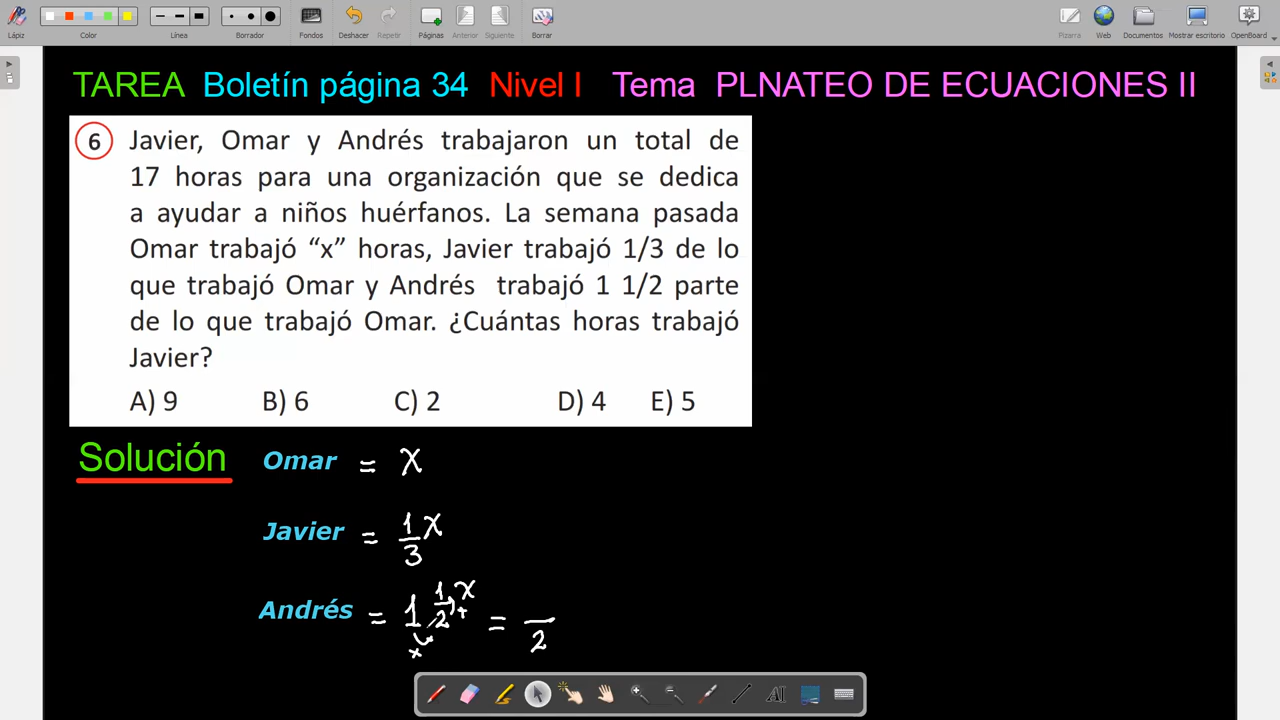 Lápiz Color Línea Borrador Fondos Deshacer Repetir Páginas Anterior Siguiente Borrar Pizarra Web Documentos Mostrar escritorio OpenBoard
TAREA Boletín página 34 Nivel I Tema PLNATEO DE ECUACIONES II
6 Javier, Omar y Andrés trabajaron un total de
17 horas para una organización que se dedica
a ayudar a niños huérfanos. La semana pasada
Omar trabajó “x” horas, Javier trabajó 1/3 de lo
que trabajó Omar y Andrés trabajó 1 1/2 parte
de lo que trabajó Omar. ¿Cuántas horas trabajó
Javier?
A) 9 B) 6 C) 2 D) 4 E) 5
Solución Omar = x
Javier = 1/3 x
Andrés = 1 1/2 x = /2
x +
AI